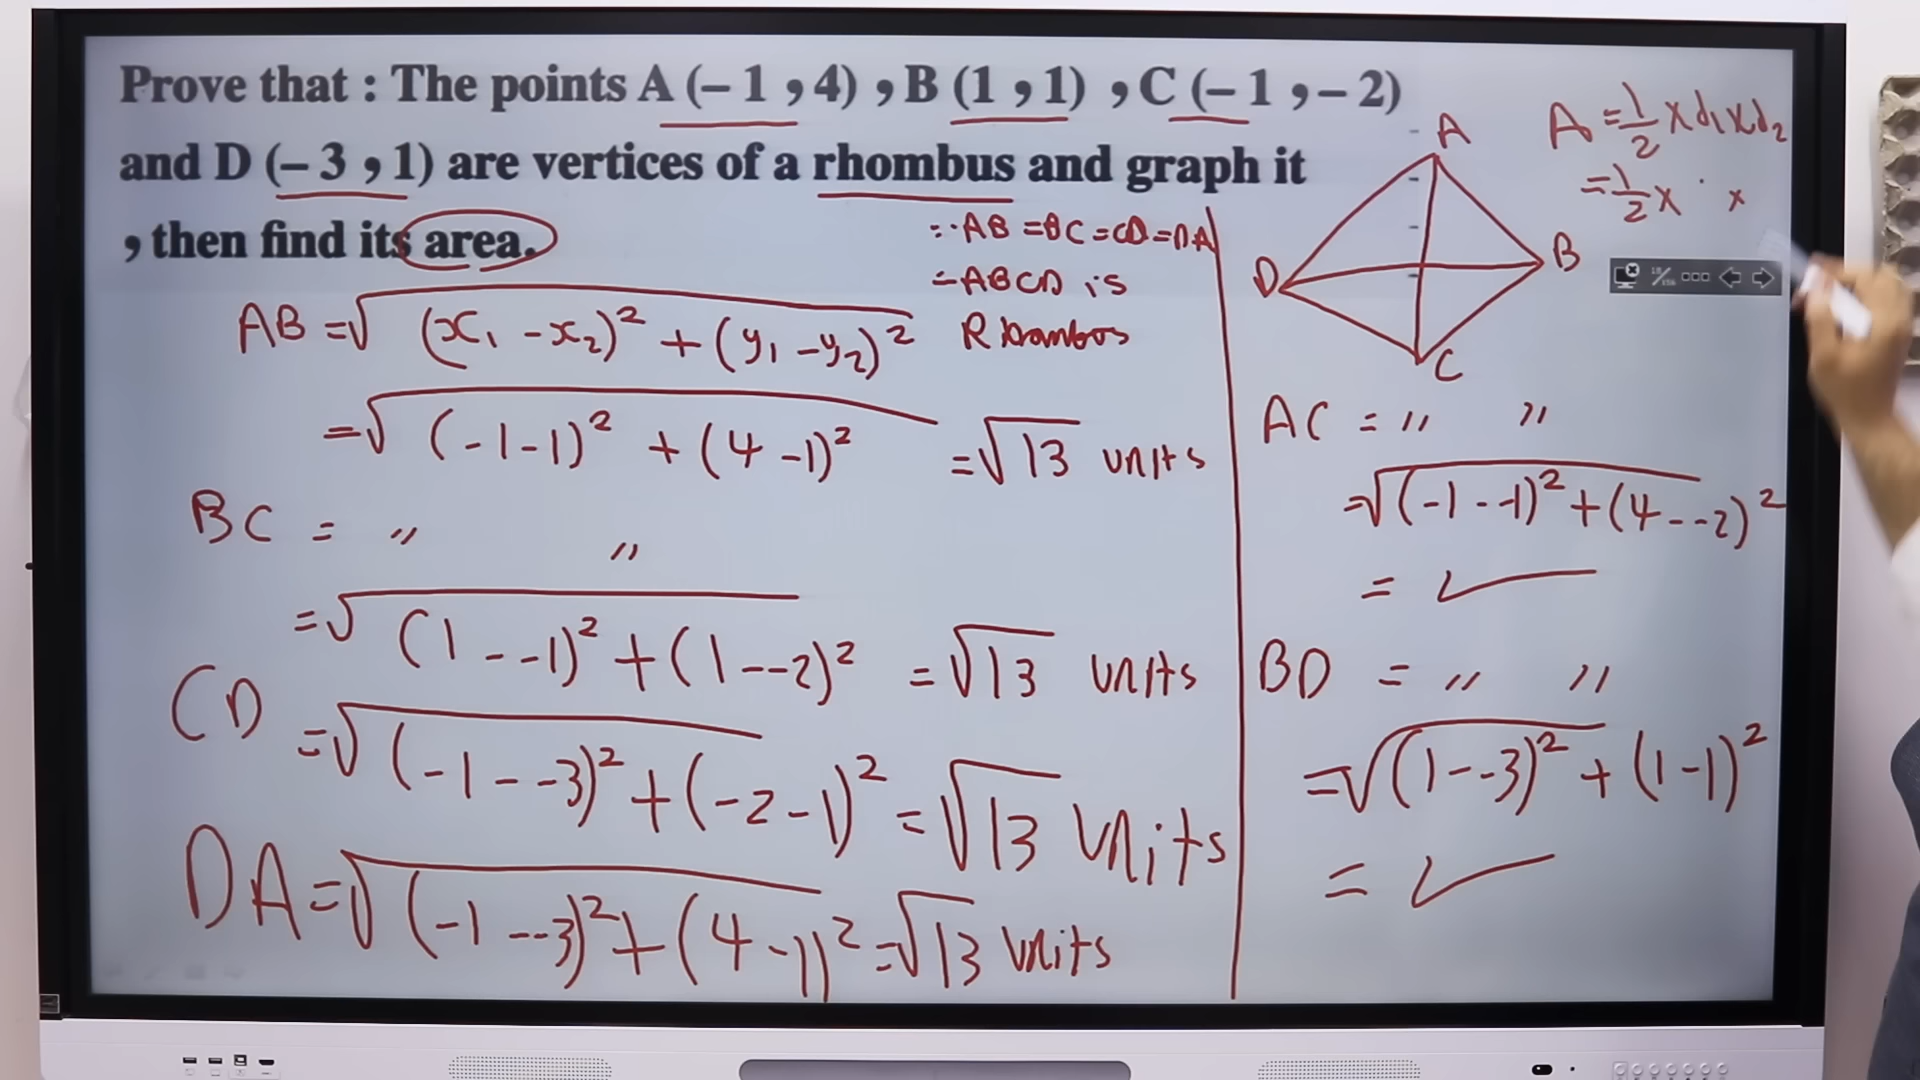 Prove that : The points A (– 1 , 4) , B (1 , 1) , C (– 1 , – 2)
and D (– 3 , 1) are vertices of a rhombus and graph it
, then find its area.
∵ AB = BC = CD = DA
= ABCD is
Rhombos
AB = √(x₁ - x₂)² + (y₁ - y₂)²
= √(-1-1)² + (4-1)² = √13 units
BC = " "
= √(1--1)² + (1--2)² = √13 units
CD = √(-1--3)² + (-2-1)² = √13 units
DA = √(-1--3)² + (4-1)² = √13 units
A
B
D
C
A = 1/2 x d₁ x d₂
= 1/2 x x
AC = " "
= √(-1--1)² + (4--2)²
= ✓
BD = " "
= √(1--3)² + (1-1)²
= ✓